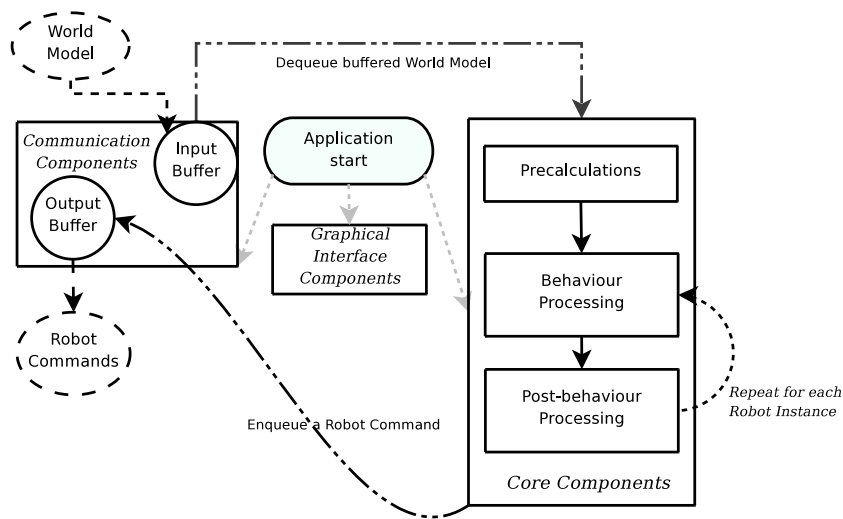 World
Model
Dequeue buffered World Model
Communication
Components
Input
Buffer
Output
Buffer
Application
start
Graphical
Interface
Components
Precalculations
Behaviour
Processing
Post-behaviour
Processing
Robot
Commands
Repeat for each
Robot Instance
Enqueue a Robot Command
Core Components